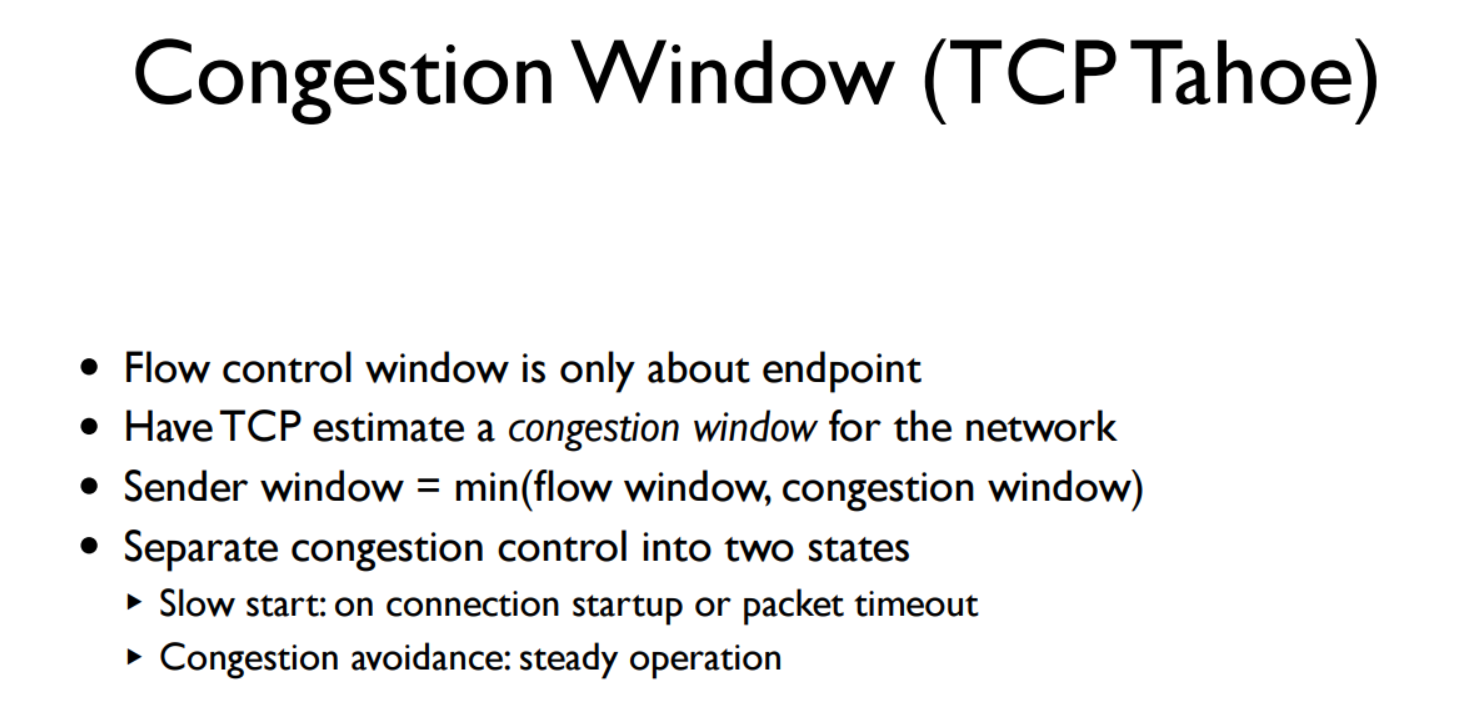 Congestion Window (TCP Tahoe)
• Flow control window is only about endpoint
• Have TCP estimate a congestion window for the network
• Sender window = min(flow window, congestion window)
• Separate congestion control into two states
‣ Slow start: on connection startup or packet timeout
‣ Congestion avoidance: steady operation